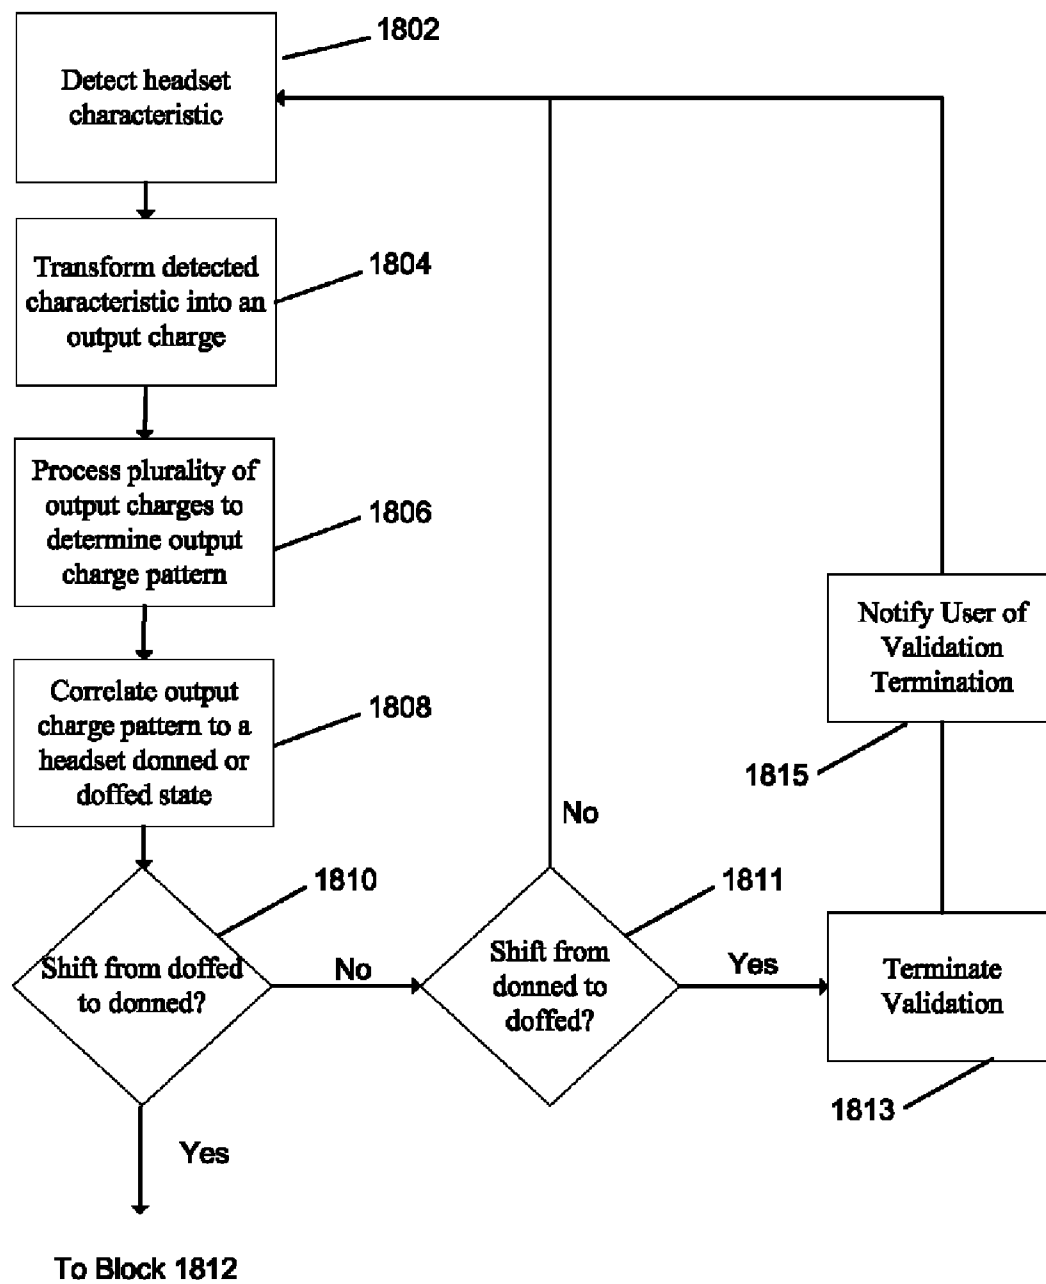 1802
Detect headset
characteristic
1804
Transform detected
characteristic into an
output charge
Process plurality of
output charges to
determine output
charge pattern
1806
Notify User of
Validation
Termination
Correlate output
charge pattern to a
headset donned or
doffed state
1808
1815
No
1810
1811
Shift from doffed
to donned?
No
Shift from
donned to
doffed?
Yes
Terminate
Validation
1813
Yes
To Block 1812